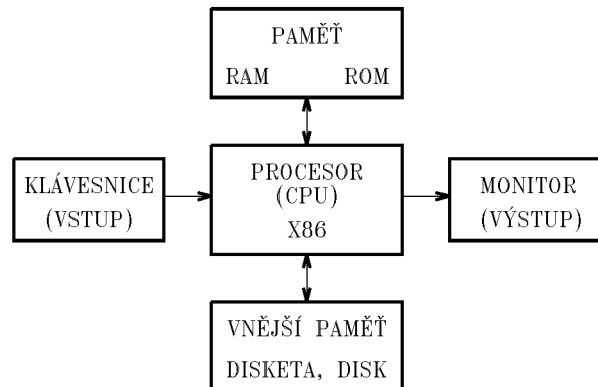 PAMĚŤ
RAM ROM
KLÁVESNICE
(VSTUP)
PROCESOR
(CPU)
X86
MONITOR
(VÝSTUP)
VNĚJŠÍ PAMĚŤ
DISKETA, DISK